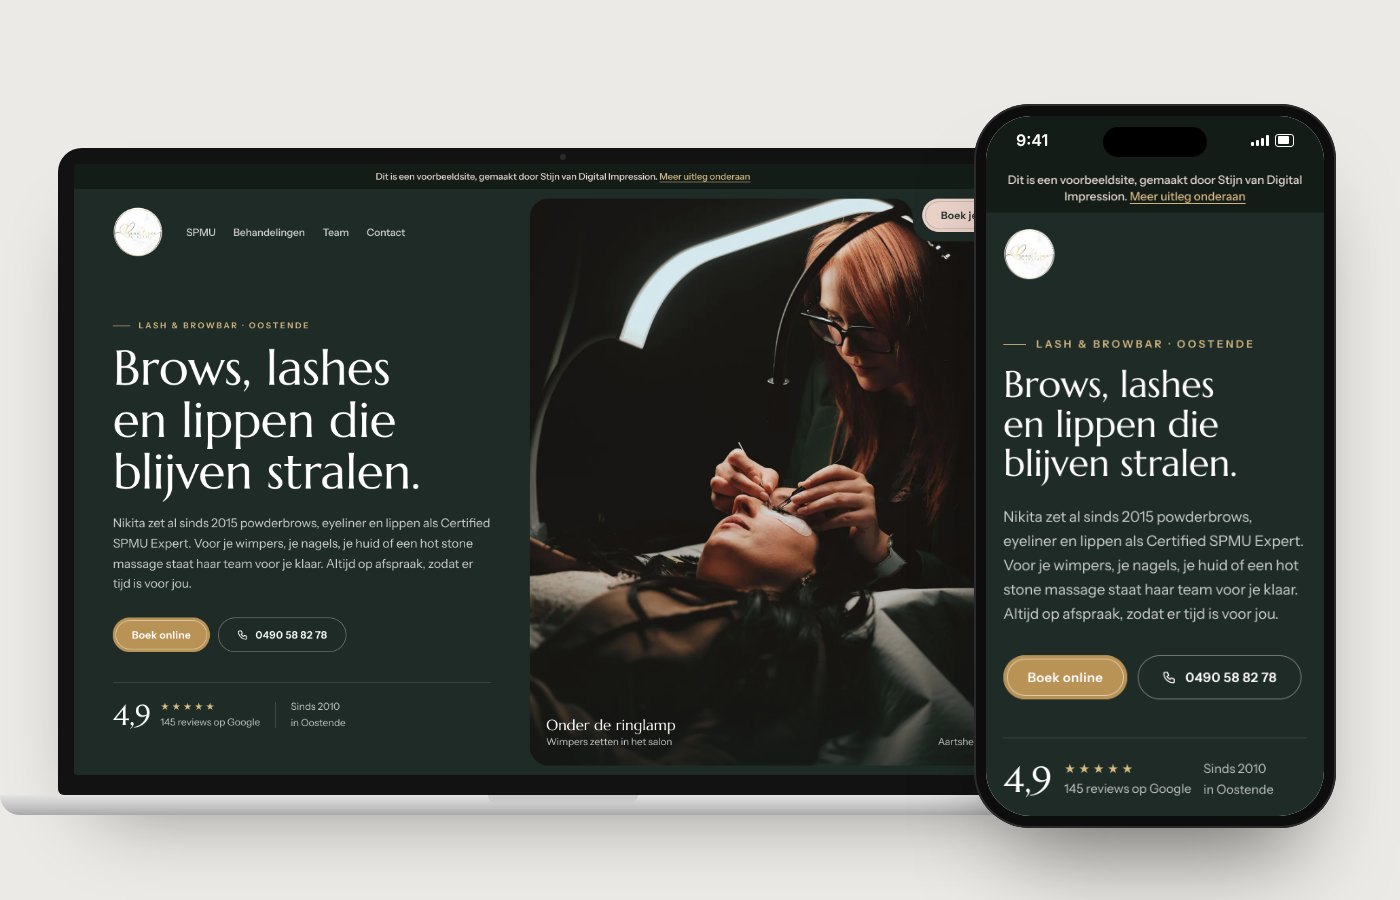 Dit is een voorbeeldsite, gemaakt door Stijn van Digital Impression. Meer uitleg onderaan
SPMU Behandelingen Team Contact
Boek je
LASH & BROWBAR · OOSTENDE
Brows, lashes
en lippen die
blijven stralen.
Nikita zet al sinds 2015 powderbrows, eyeliner en lippen als Certified
SPMU Expert. Voor je wimpers, je nagels, je huid of een hot stone
massage staat haar team voor je klaar. Altijd op afspraak, zodat er
tijd is voor jou.
Boek online
0490 58 82 78
4,9
★★★★★
145 reviews op Google
Sinds 2010
in Oostende
Onder de ringlamp
Wimpers zetten in het salon
Aartshe
9:41
Dit is een voorbeeldsite, gemaakt door Stijn van Digital
Impression. Meer uitleg onderaan
LASH & BROWBAR · OOSTENDE
Brows, lashes
en lippen die
blijven stralen.
Nikita zet al sinds 2015 powderbrows,
eyeliner en lippen als Certified SPMU Expert.
Voor je wimpers, je nagels, je huid of een hot
stone massage staat haar team voor je klaar.
Altijd op afspraak, zodat er tijd is voor jou.
Boek online
0490 58 82 78
4,9
★★★★★
145 reviews op Google
Sinds 2010
in Oostende